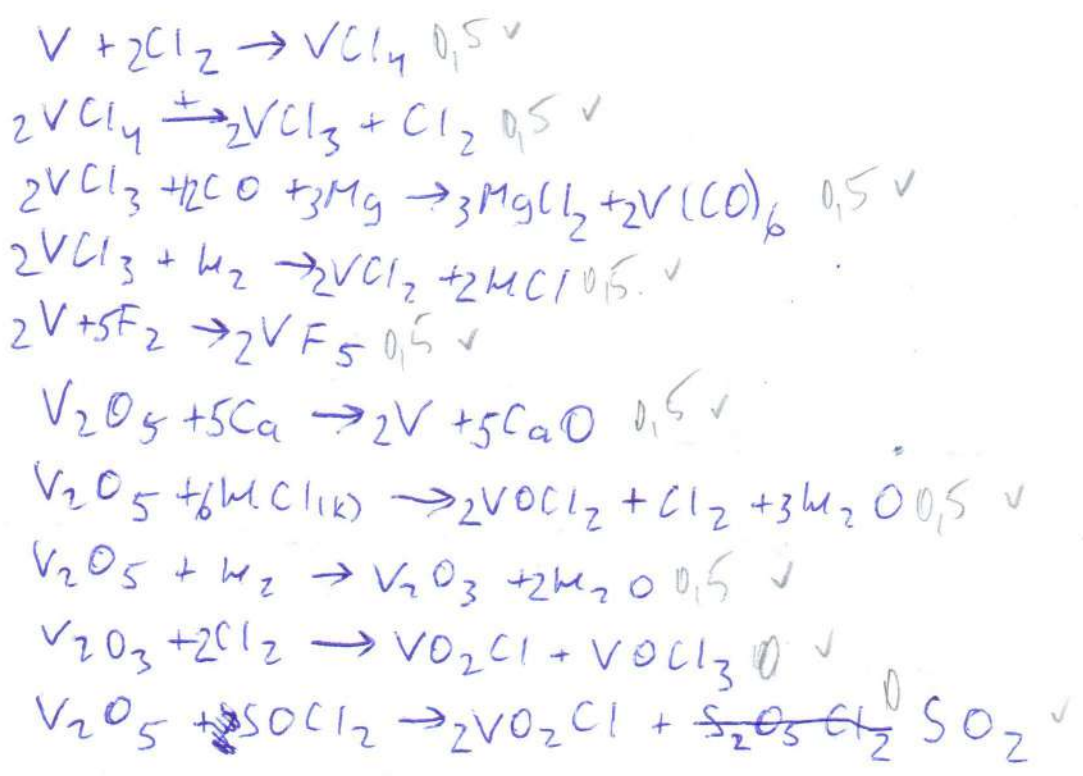 V + 2Cl₂ → VCl₄ 0,5 ✓
2VCl₄ →(t) 2VCl₃ + Cl₂ 0,5 ✓
2VCl₃ + 12CO + 3Mg → 3MgCl₂ + 2V(CO)₆ 0,5 ✓
2VCl₃ + H₂ → 2VCl₂ + 2HCl 0,5 ✓
2V + 5F₂ → 2VF₅ 0,5 ✓
V₂O₅ + 5Ca → 2V + 5CaO 0,5 ✓
V₂O₅ + 6HCl(к) → 2VOCl₂ + Cl₂ + 3H₂O 0,5 ✓
V₂O₅ + H₂ → V₂O₃ + 2H₂O 0,5 ✓
V₂O₃ + 2Cl₂ → VO₂Cl + VOCl₃ 0 ✓
V₂O₅ + SOCl₂ → 2VO₂Cl + S₂O₃Cl₂ SO₂ 0 ✓